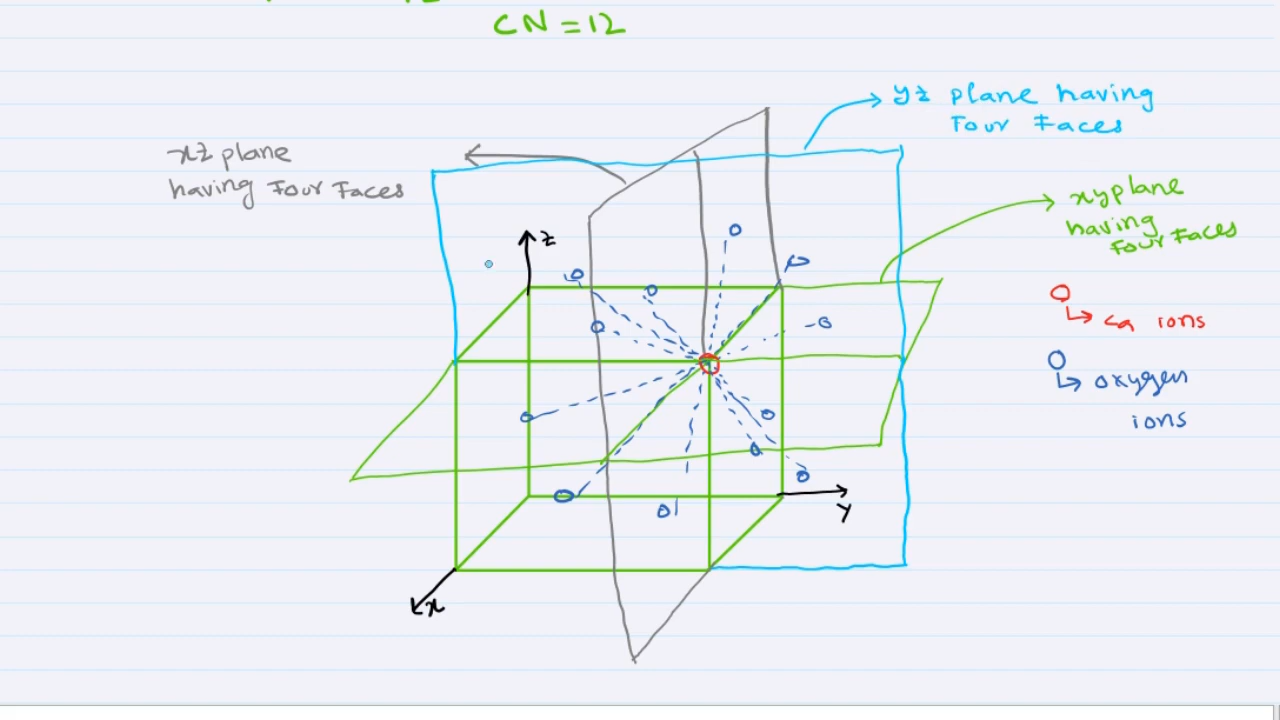 CN = 12
yz plane having
Four Faces
xz plane
having Four Faces
xy plane
having
Four Faces
z
Ca ions
oxygen
ions
y
x